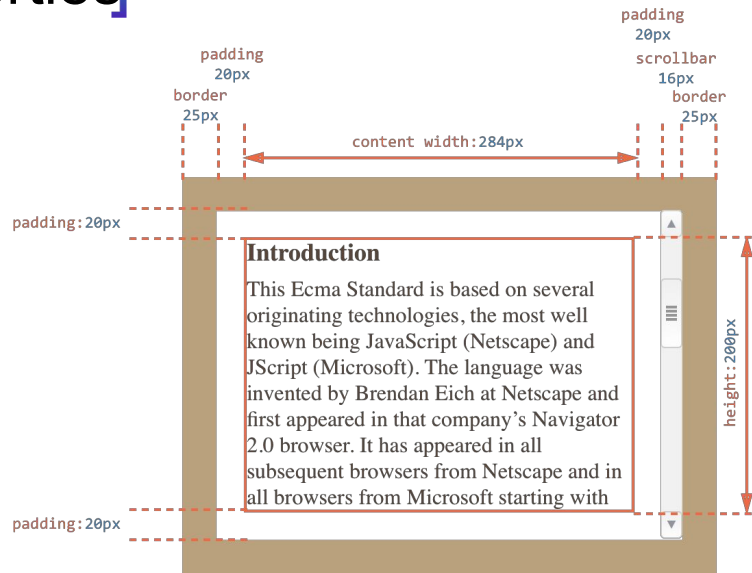 padding
20px
padding
20px
scrollbar
16px
border
25px
border
25px
content width:284px
padding:20px
Introduction
This Ecma Standard is based on several
originating technologies, the most well
known being JavaScript (Netscape) and
JScript (Microsoft). The language was
invented by Brendan Eich at Netscape and
first appeared in that company’s Navigator
2.0 browser. It has appeared in all
subsequent browsers from Netscape and in
all browsers from Microsoft starting with
height:200px
padding:20px